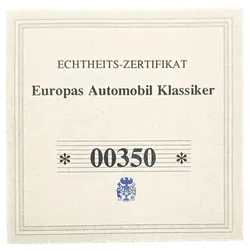 ECHTHEITS-ZERTIFIKAT
Europas Automobil Klassiker
* 00350 *